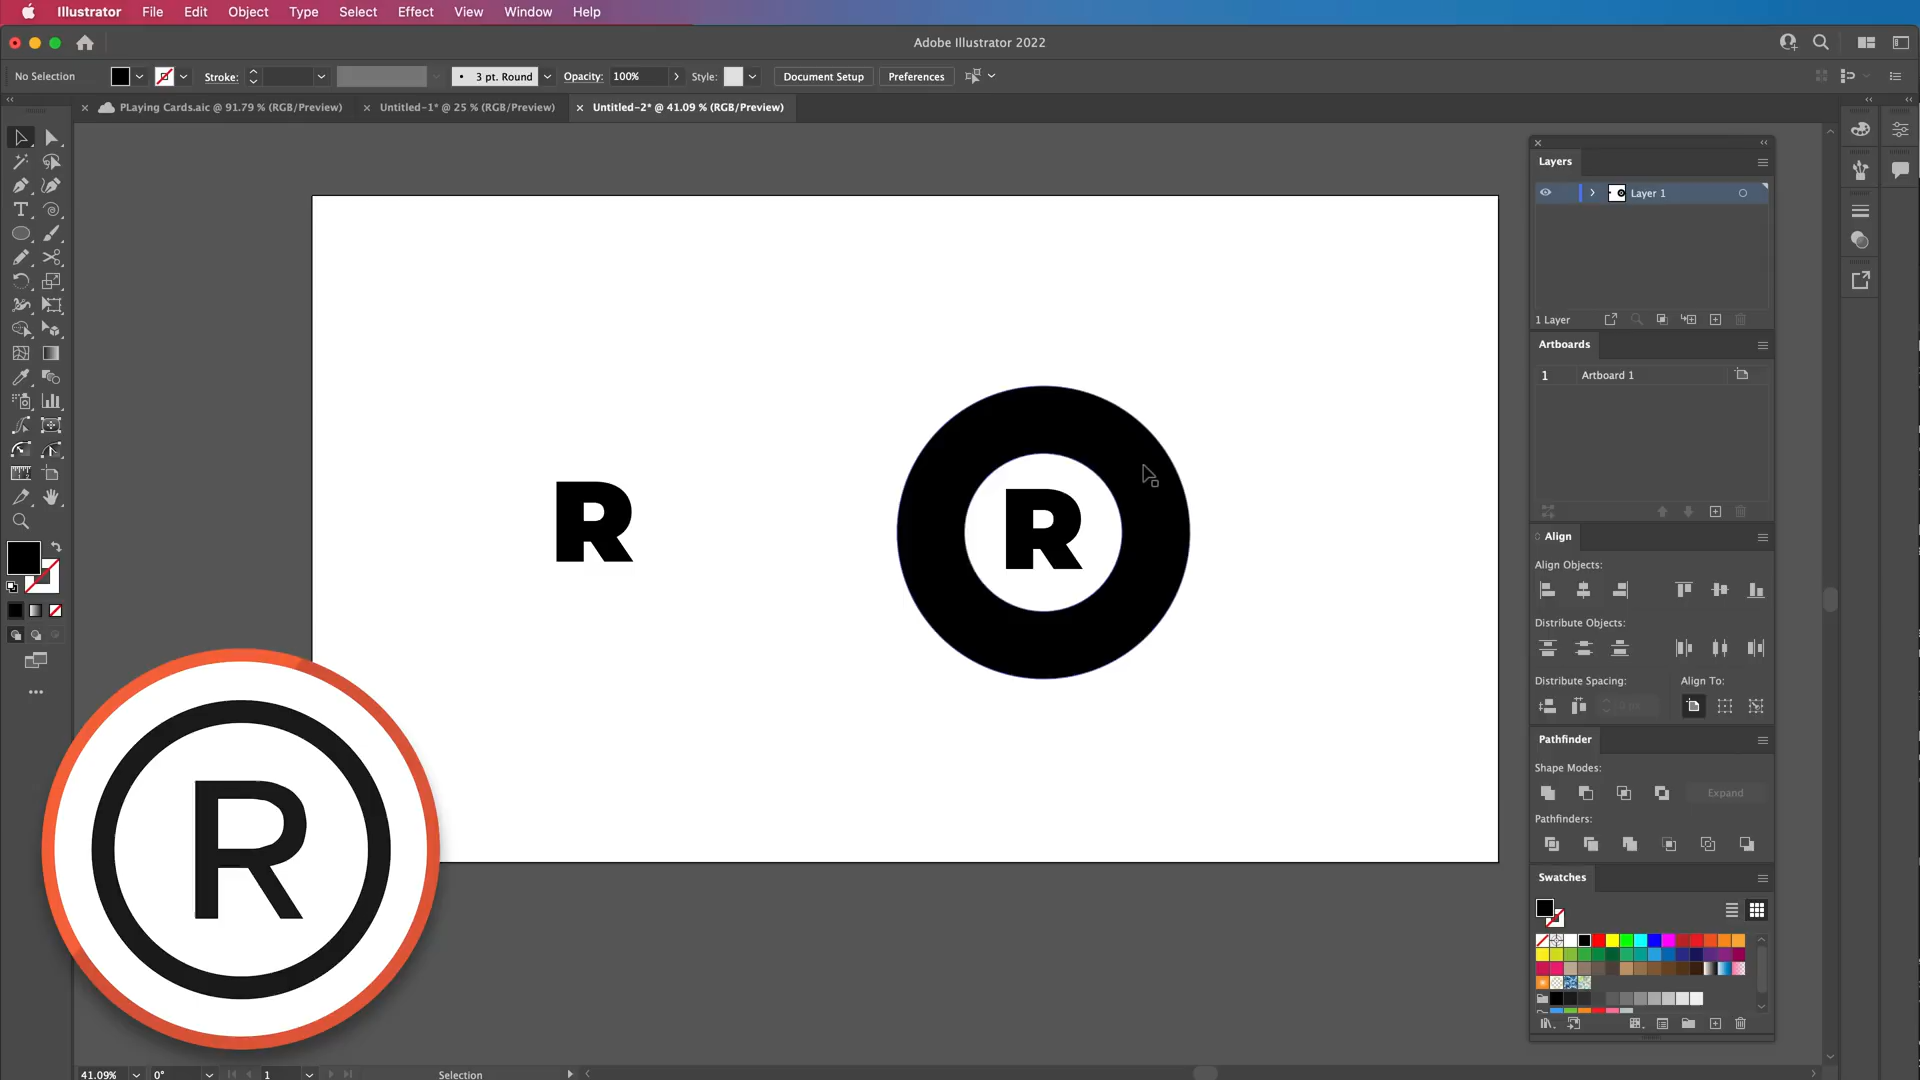 Illustrator File Edit Object Type Select Effect View Window Help
Adobe Illustrator 2022
No Selection Stroke: 3 pt. Round Opacity: 100% Style: Document Setup Preferences
PLaying Cards.aic @ 91.79 % (RGB/Preview) Untitled-1* @ 25 % (RGB/Preview) Untitled-2* @ 41.09 % (RGB/Preview)
Layers
Layer 1
1 Layer
Artboards
1 Artboard 1
Align
Align Objects:
Distribute Objects:
Distribute Spacing: Align To:
Pathfinder
Shape Modes:
Expand
Pathfinders:
Swatches
R
R
R
41.09% 0° 1 Selection